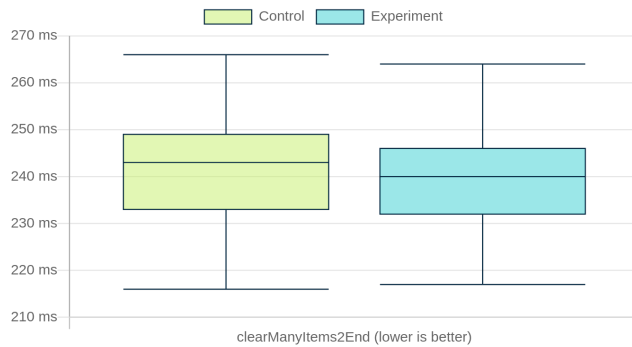 Control Experiment
270 ms
260 ms
250 ms
240 ms
230 ms
220 ms
210 ms
clearManyItems2End (lower is better)